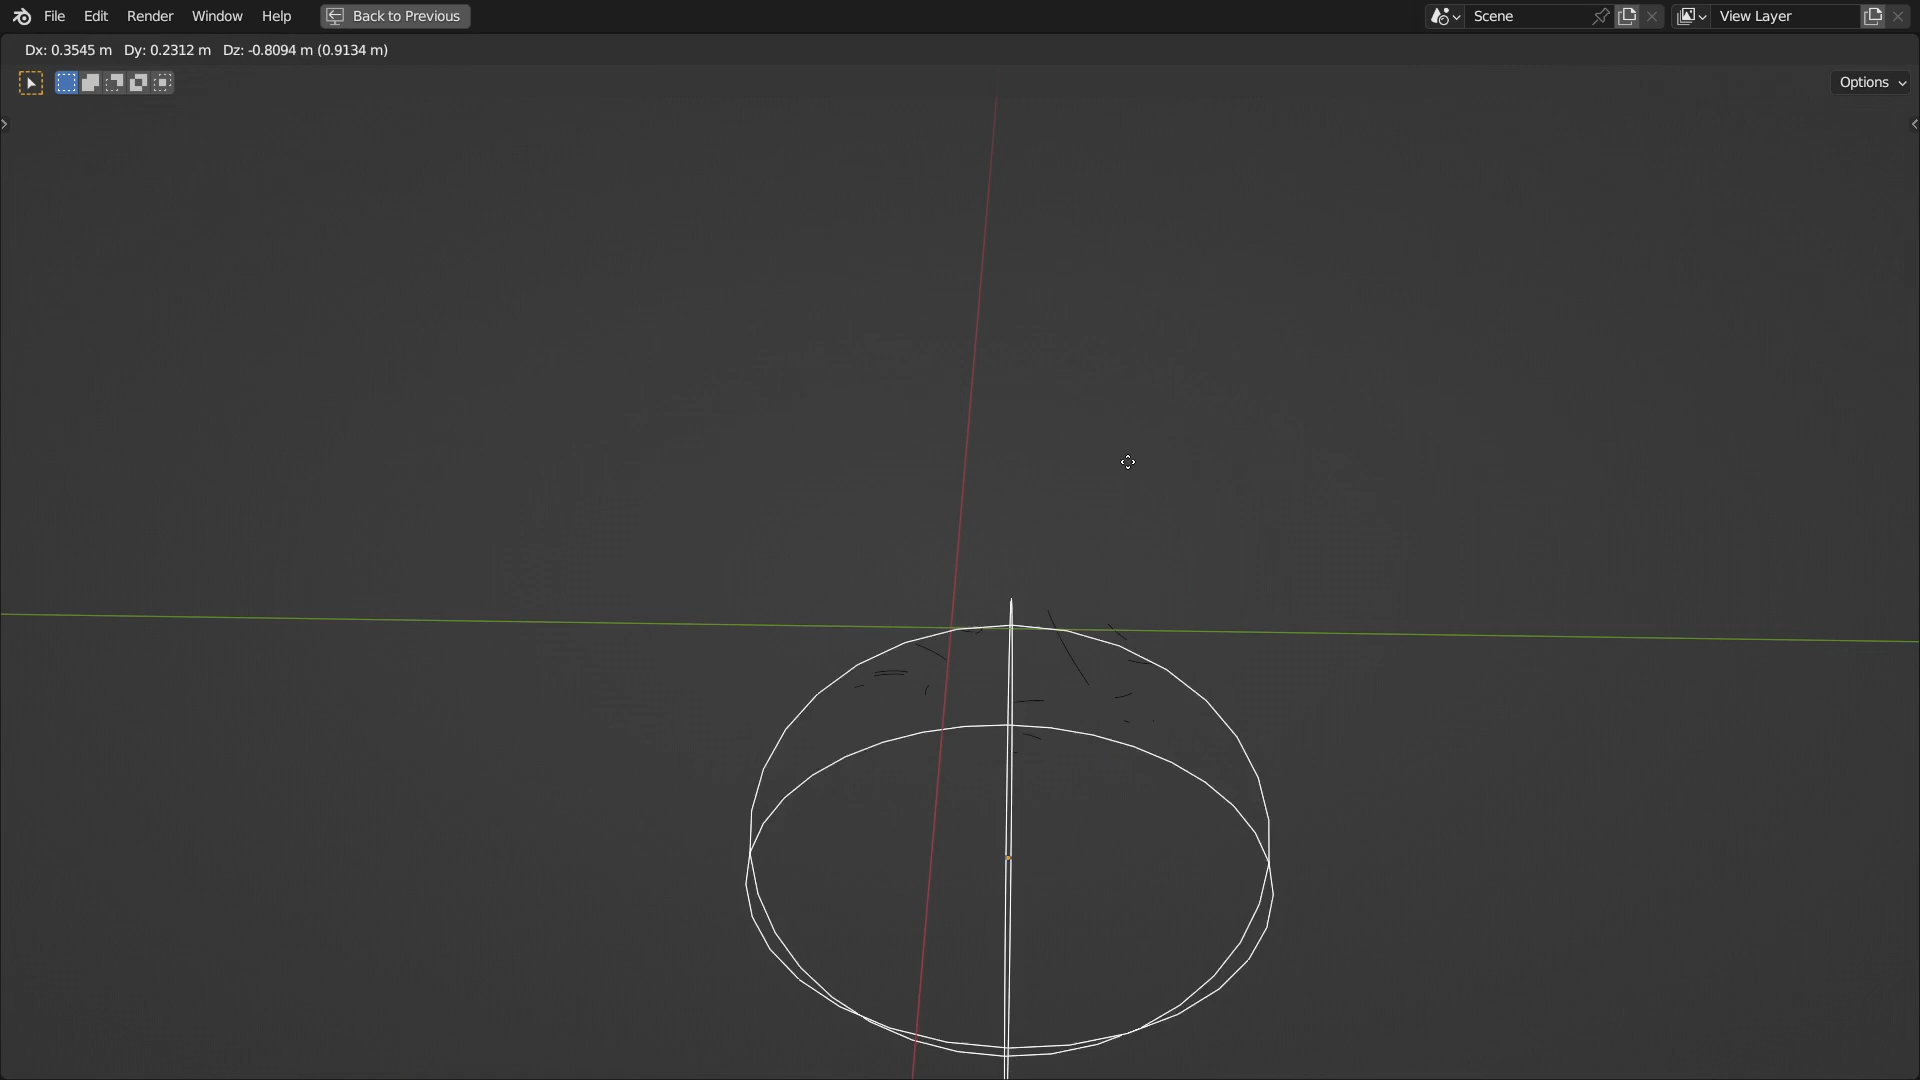 File Edit Render Window Help Back to Previous Scene View Layer
Dx: 0.3545 m Dy: 0.2312 m Dz: -0.8094 m (0.9134 m)
Options